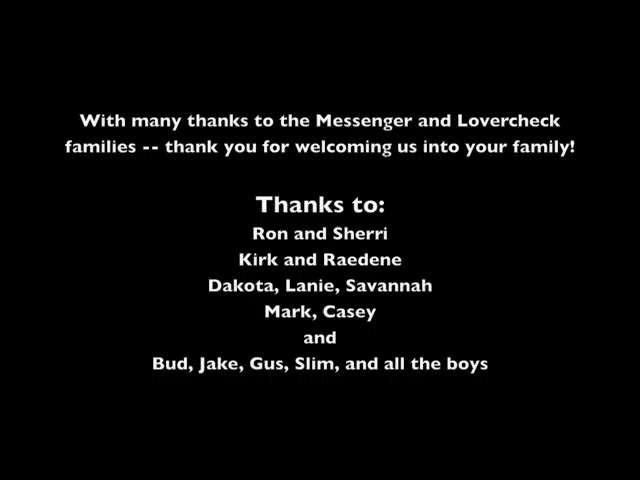 With many thanks to the Messenger and Lovercheck
families -- thank you for welcoming us into your family!
Thanks to:
Ron and Sherri
Kirk and Raedene
Dakota, Lanie, Savannah
Mark, Casey
and
Bud, Jake, Gus, Slim, and all the boys